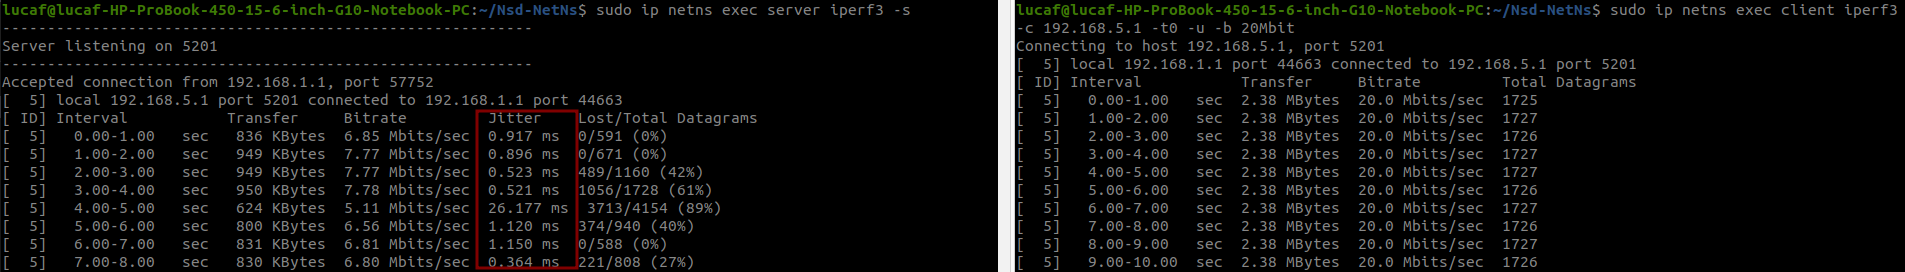 lucaf@lucaf-HP-ProBook-450-15-6-inch-G10-Notebook-PC:~/Nsd-NetNs$ sudo ip netns exec server iperf3 -s
-----------------------------------------------------------
Server listening on 5201
-----------------------------------------------------------
Accepted connection from 192.168.1.1, port 57752
[  5] local 192.168.5.1 port 5201 connected to 192.168.1.1 port 44663
[ ID] Interval           Transfer     Bitrate         Jitter    Lost/Total Datagrams
[  5]   0.00-1.00   sec   836 KBytes  6.85 Mbits/sec  0.917 ms  0/591 (0%)
[  5]   1.00-2.00   sec   949 KBytes  7.77 Mbits/sec  0.896 ms  0/671 (0%)
[  5]   2.00-3.00   sec   949 KBytes  7.77 Mbits/sec  0.523 ms  489/1160 (42%)
[  5]   3.00-4.00   sec   950 KBytes  7.78 Mbits/sec  0.521 ms  1056/1728 (61%)
[  5]   4.00-5.00   sec   624 KBytes  5.11 Mbits/sec  26.177 ms  3713/4154 (89%)
[  5]   5.00-6.00   sec   800 KBytes  6.56 Mbits/sec  1.120 ms  374/940 (40%)
[  5]   6.00-7.00   sec   831 KBytes  6.81 Mbits/sec  1.150 ms  0/588 (0%)
[  5]   7.00-8.00   sec   830 KBytes  6.80 Mbits/sec  0.364 ms  221/808 (27%)
lucaf@lucaf-HP-ProBook-450-15-6-inch-G10-Notebook-PC:~/Nsd-NetNs$ sudo ip netns exec client iperf3
-c 192.168.5.1 -t0 -u -b 20Mbit
Connecting to host 192.168.5.1, port 5201
[  5] local 192.168.1.1 port 44663 connected to 192.168.5.1 port 5201
[ ID] Interval           Transfer     Bitrate         Total Datagrams
[  5]   0.00-1.00   sec  2.38 MBytes  20.0 Mbits/sec  1725
[  5]   1.00-2.00   sec  2.38 MBytes  20.0 Mbits/sec  1727
[  5]   2.00-3.00   sec  2.38 MBytes  20.0 Mbits/sec  1726
[  5]   3.00-4.00   sec  2.38 MBytes  20.0 Mbits/sec  1727
[  5]   4.00-5.00   sec  2.38 MBytes  20.0 Mbits/sec  1727
[  5]   5.00-6.00   sec  2.38 MBytes  20.0 Mbits/sec  1726
[  5]   6.00-7.00   sec  2.38 MBytes  20.0 Mbits/sec  1727
[  5]   7.00-8.00   sec  2.38 MBytes  20.0 Mbits/sec  1726
[  5]   8.00-9.00   sec  2.38 MBytes  20.0 Mbits/sec  1727
[  5]   9.00-10.00  sec  2.38 MBytes  20.0 Mbits/sec  1726